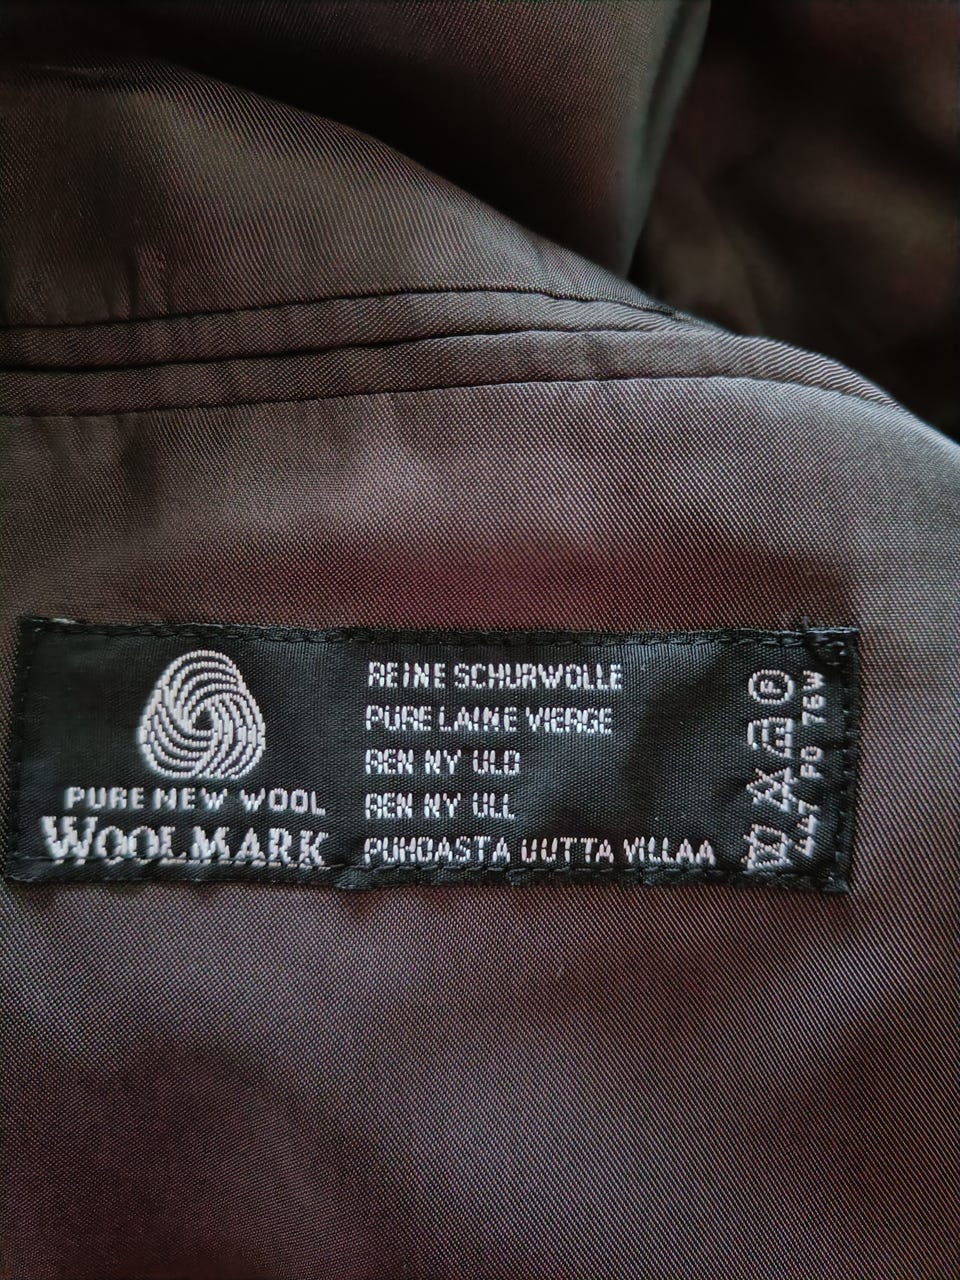 PURE NEW WOOL
WOOLMARK
REINE SCHURWOLLE
PURE LAINE VIERGE
REN NY ULD
REN NY ULL
PUHDASTA UUTTA VILLAA
P